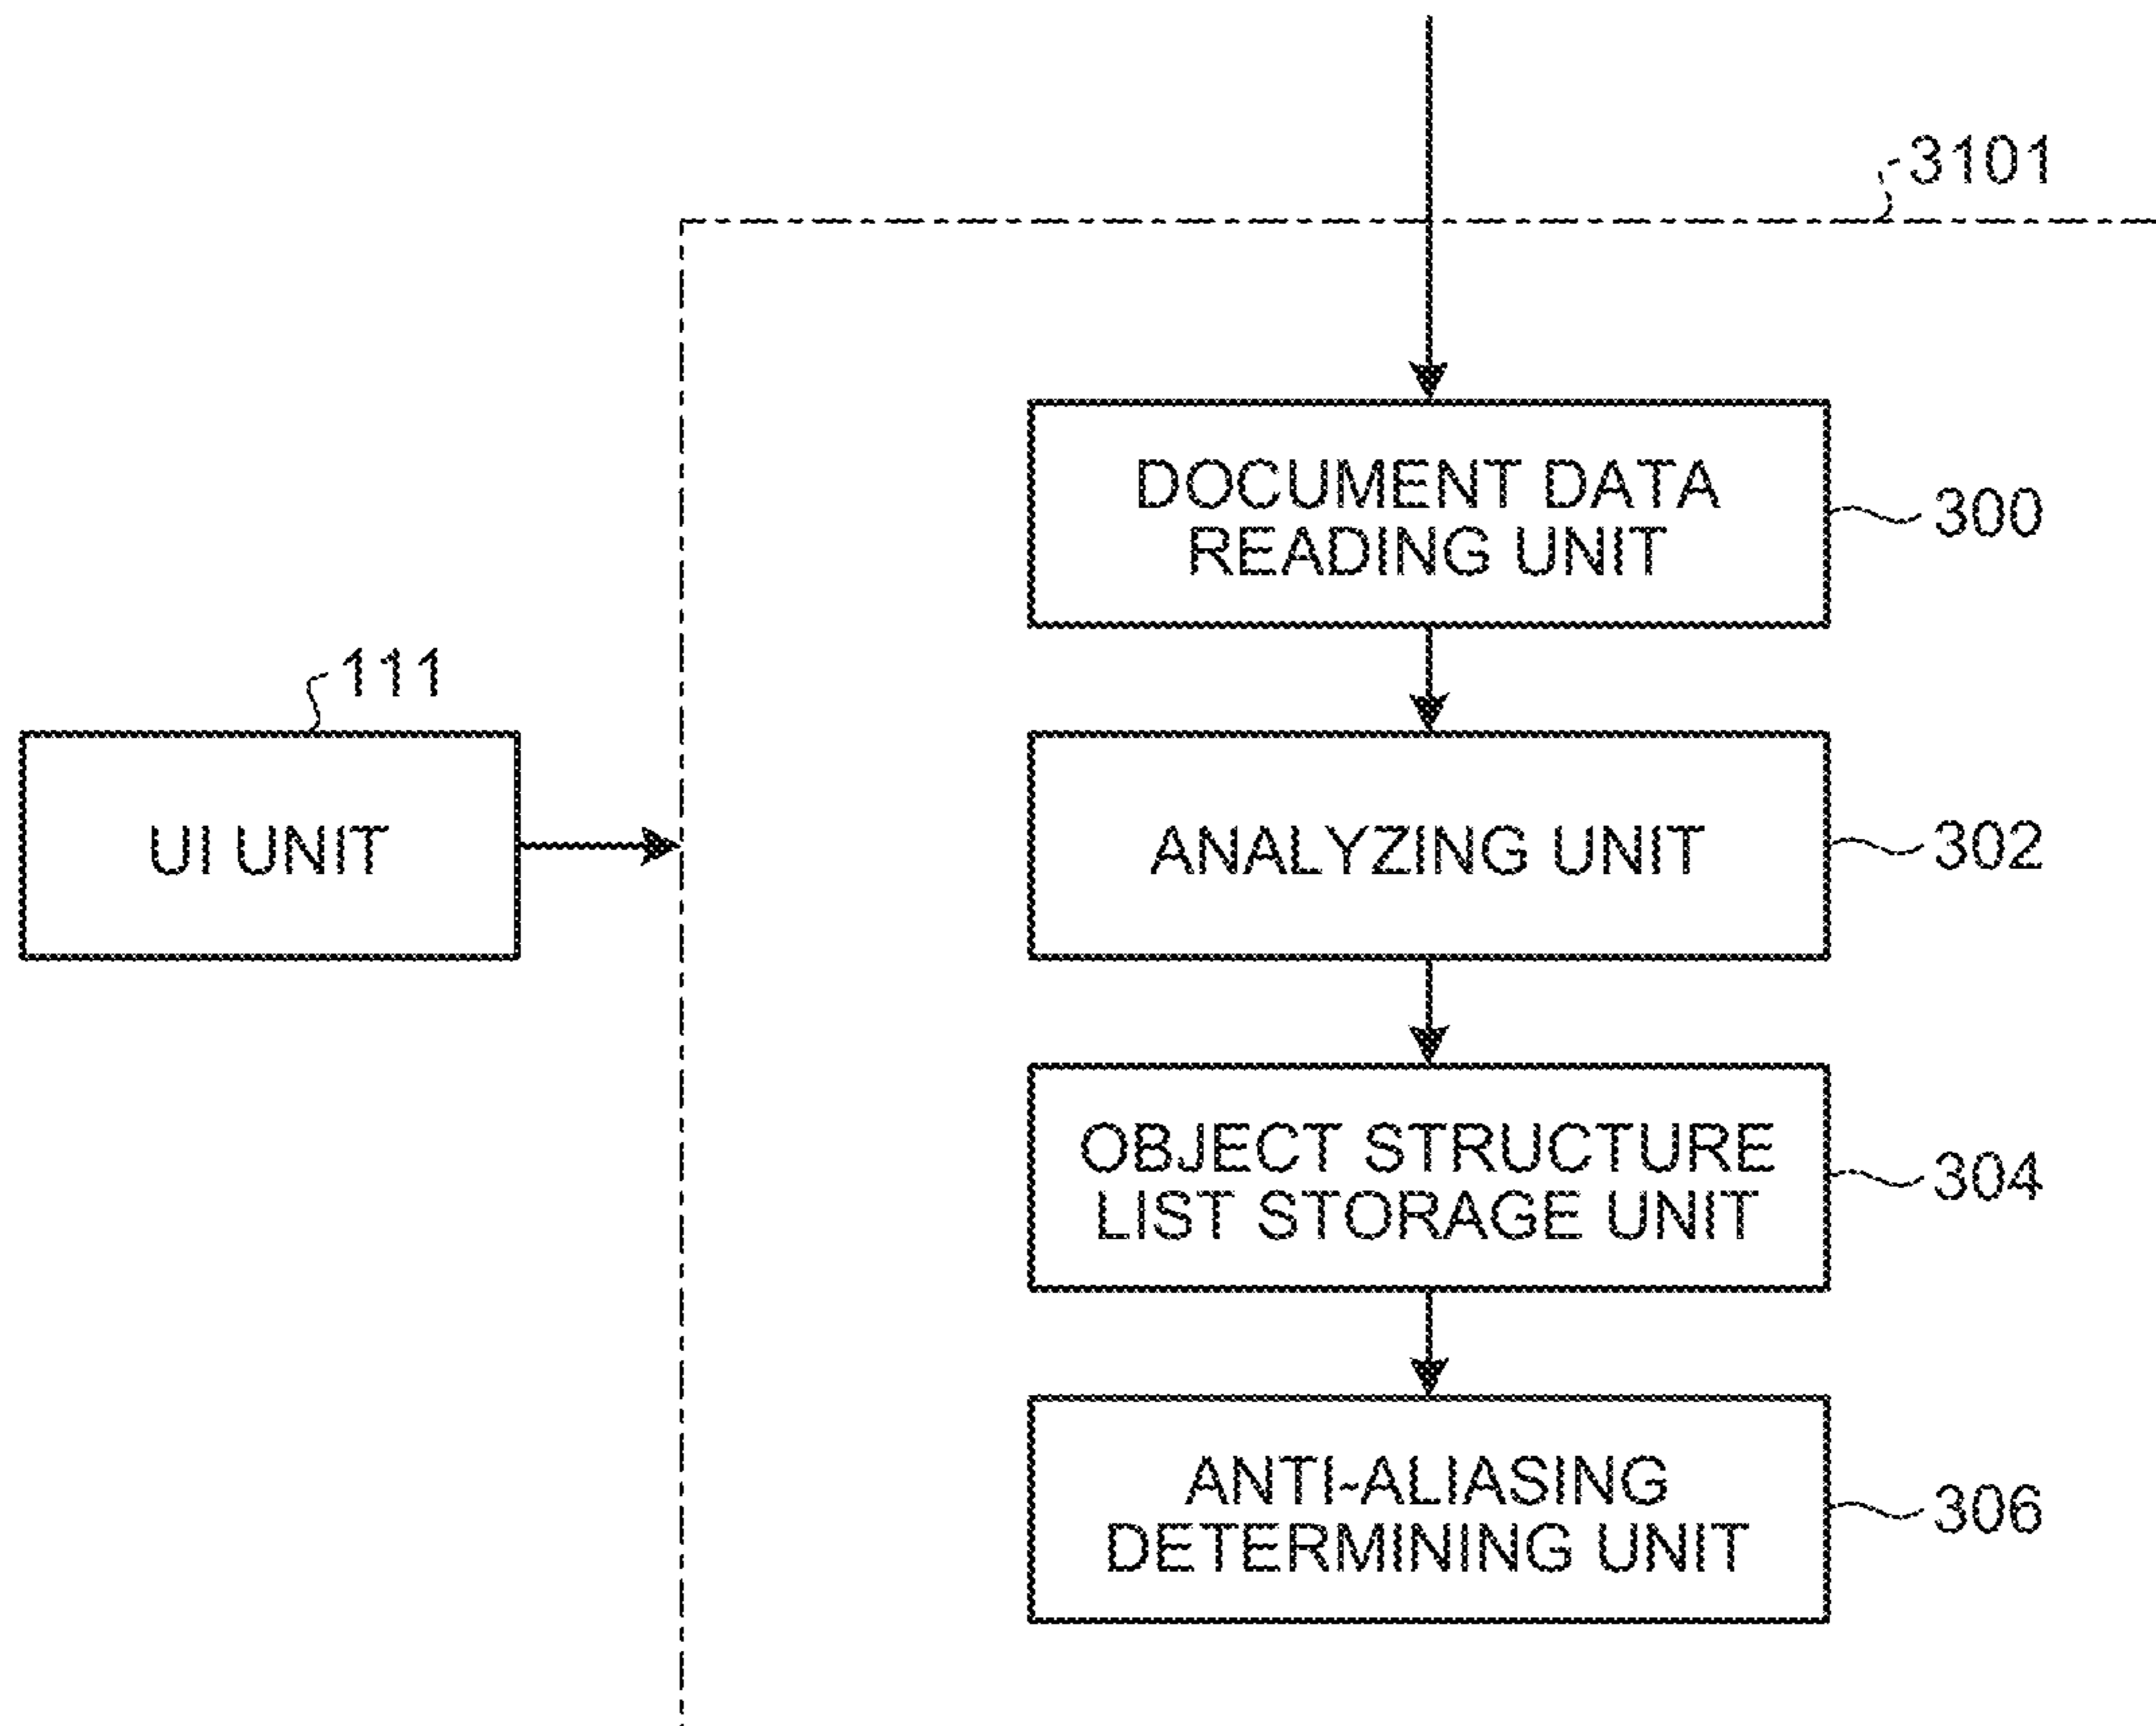 3101
DOCUMENT DATA
READING UNIT
300
111
UI UNIT
ANALYZING UNIT
302
OBJECT STRUCTURE
LIST STORAGE UNIT
304
ANTI-ALIASING
DETERMINING UNIT
306